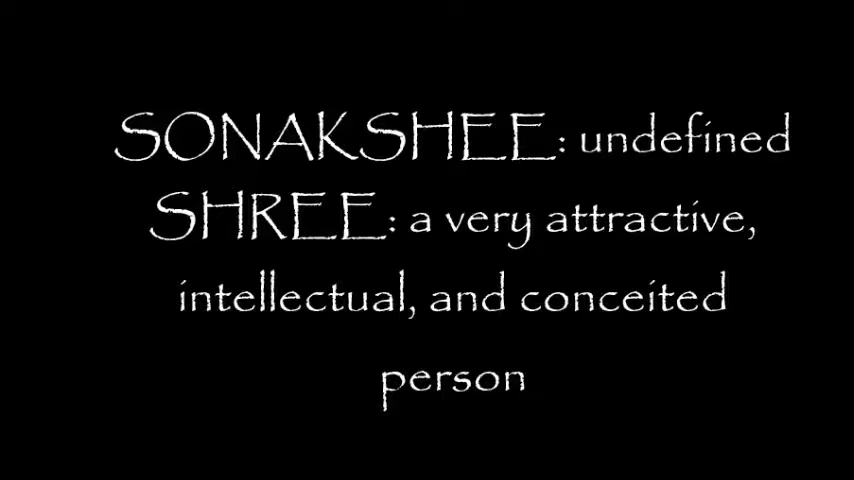 SONAKSHEE: undefined
SHREE: a very attractive,
intellectual, and conceited
person